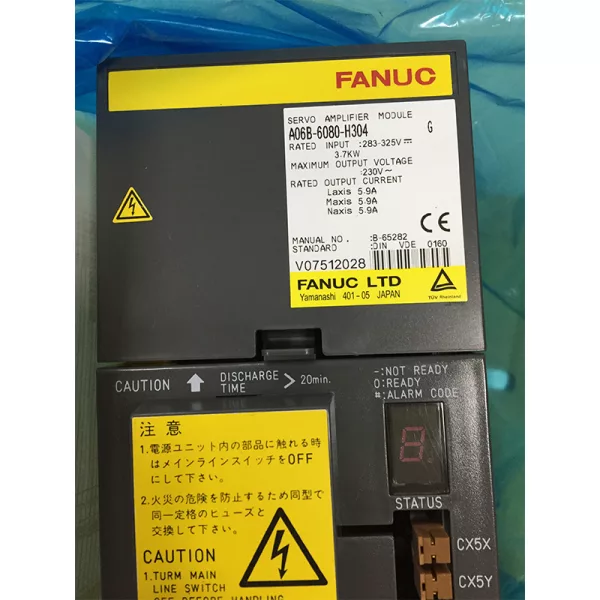 FANUC
SERVO AMPLIFIER MODULE
A06B-6080-H304 G
RATED INPUT :283-325V⎓
3.7KW
MAXIMUM OUTPUT VOLTAGE
:230V~
RATED OUTPUT CURRENT
Laxis 5.9A
Maxis 5.9A
Naxis 5.9A
MANUAL NO. :B-65282
STANDARD :DIN VDE 0160
CE
V07512028
FANUC LTD
Yamanashi 401-05 JAPAN
TÜV Rheinland
CAUTION ⇧ DISCHARGE TIME > 20min.
-:NOT READY
0:READY
#:ALARM CODE
8
STATUS
CX5X
CX5Y
注意
1.電源ユニット内の部品に触れる時
はメインラインスイッチをOFF
にして下さい。
2.火災の危険を防止するため同型で
同一定格のヒューズと
交換して下さい。
CAUTION
1.TURM MAIN
LINE SWITCH
OFF BEFORE HANDLING